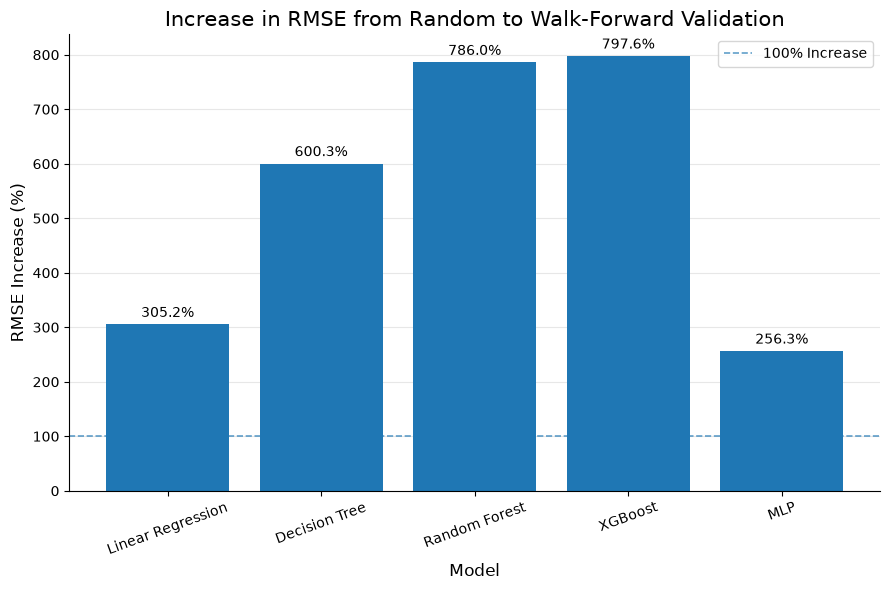 Increase in RMSE from Random to Walk-Forward Validation
100% Increase
RMSE Increase (%)
800
700
600
500
400
300
200
100
0
305.2%
600.3%
786.0%
797.6%
256.3%
Linear Regression
Decision Tree
Random Forest
XGBoost
MLP
Model